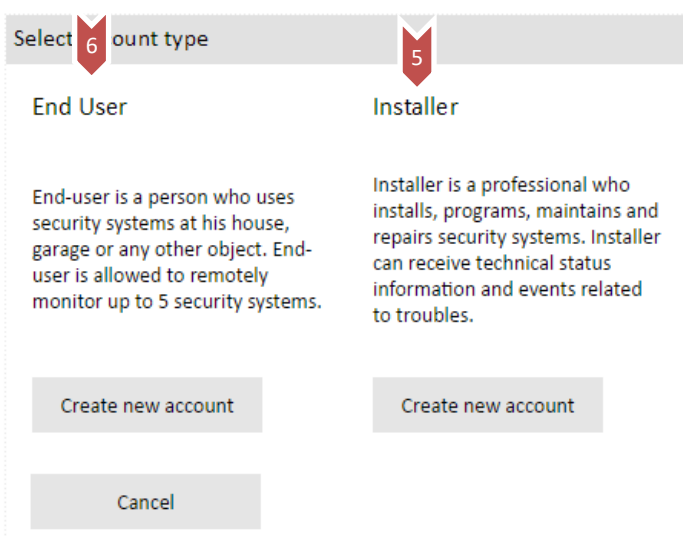 6
5
Select ount type
End User
Installer
End-user is a person who uses
security systems at his house,
garage or any other object. End-
user is allowed to remotely
monitor up to 5 security systems.
Installer is a professional who
installs, programs, maintains and
repairs security systems. Installer
can receive technical status
information and events related
to troubles.
Create new account
Create new account
Cancel